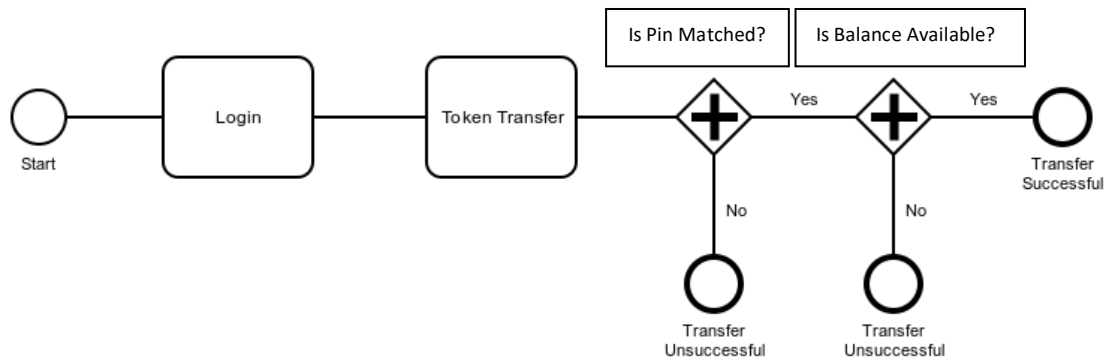 Is Pin Matched?
Is Balance Available?
Login
Token Transfer
Yes
Yes
Start
Transfer
Successful
No
No
Transfer
Unsuccessful
Transfer
Unsuccessful